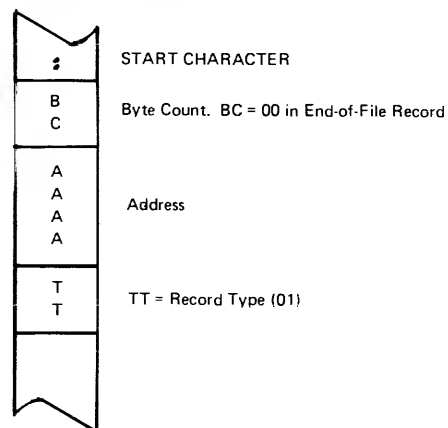 : START CHARACTER
B
C
Byte Count. BC = 00 in End-of-File Record
A
A
A
A
Address
T
T
TT = Record Type (01)